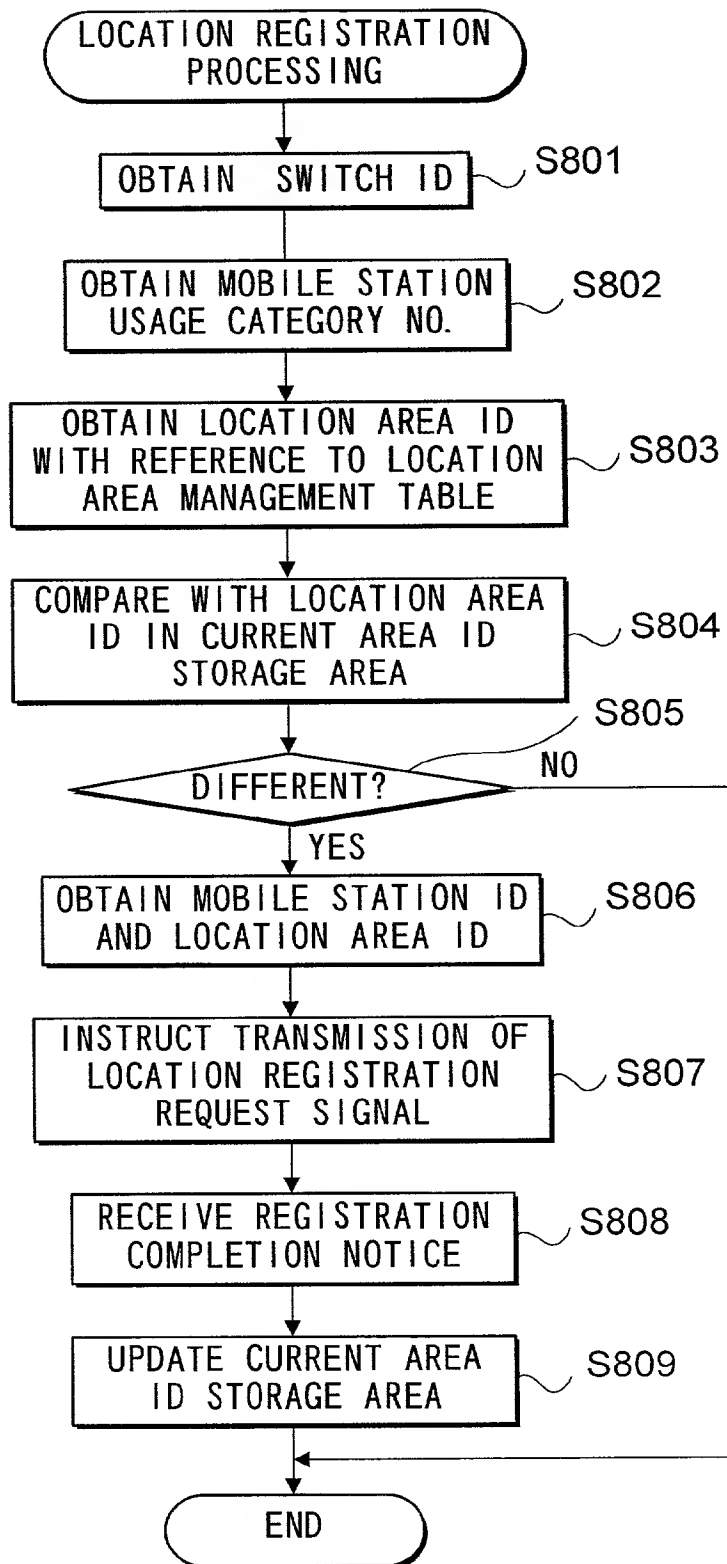 LOCATION REGISTRATION
PROCESSING
OBTAIN SWITCH ID
S801
OBTAIN MOBILE STATION
USAGE CATEGORY NO.
S802
OBTAIN LOCATION AREA ID
WITH REFERENCE TO LOCATION
AREA MANAGEMENT TABLE
S803
COMPARE WITH LOCATION AREA
ID IN CURRENT AREA ID
STORAGE AREA
S804
S805
DIFFERENT?
NO
YES
OBTAIN MOBILE STATION ID
AND LOCATION AREA ID
S806
INSTRUCT TRANSMISSION OF
LOCATION REGISTRATION
REQUEST SIGNAL
S807
RECEIVE REGISTRATION
COMPLETION NOTICE
S808
UPDATE CURRENT AREA
ID STORAGE AREA
S809
END